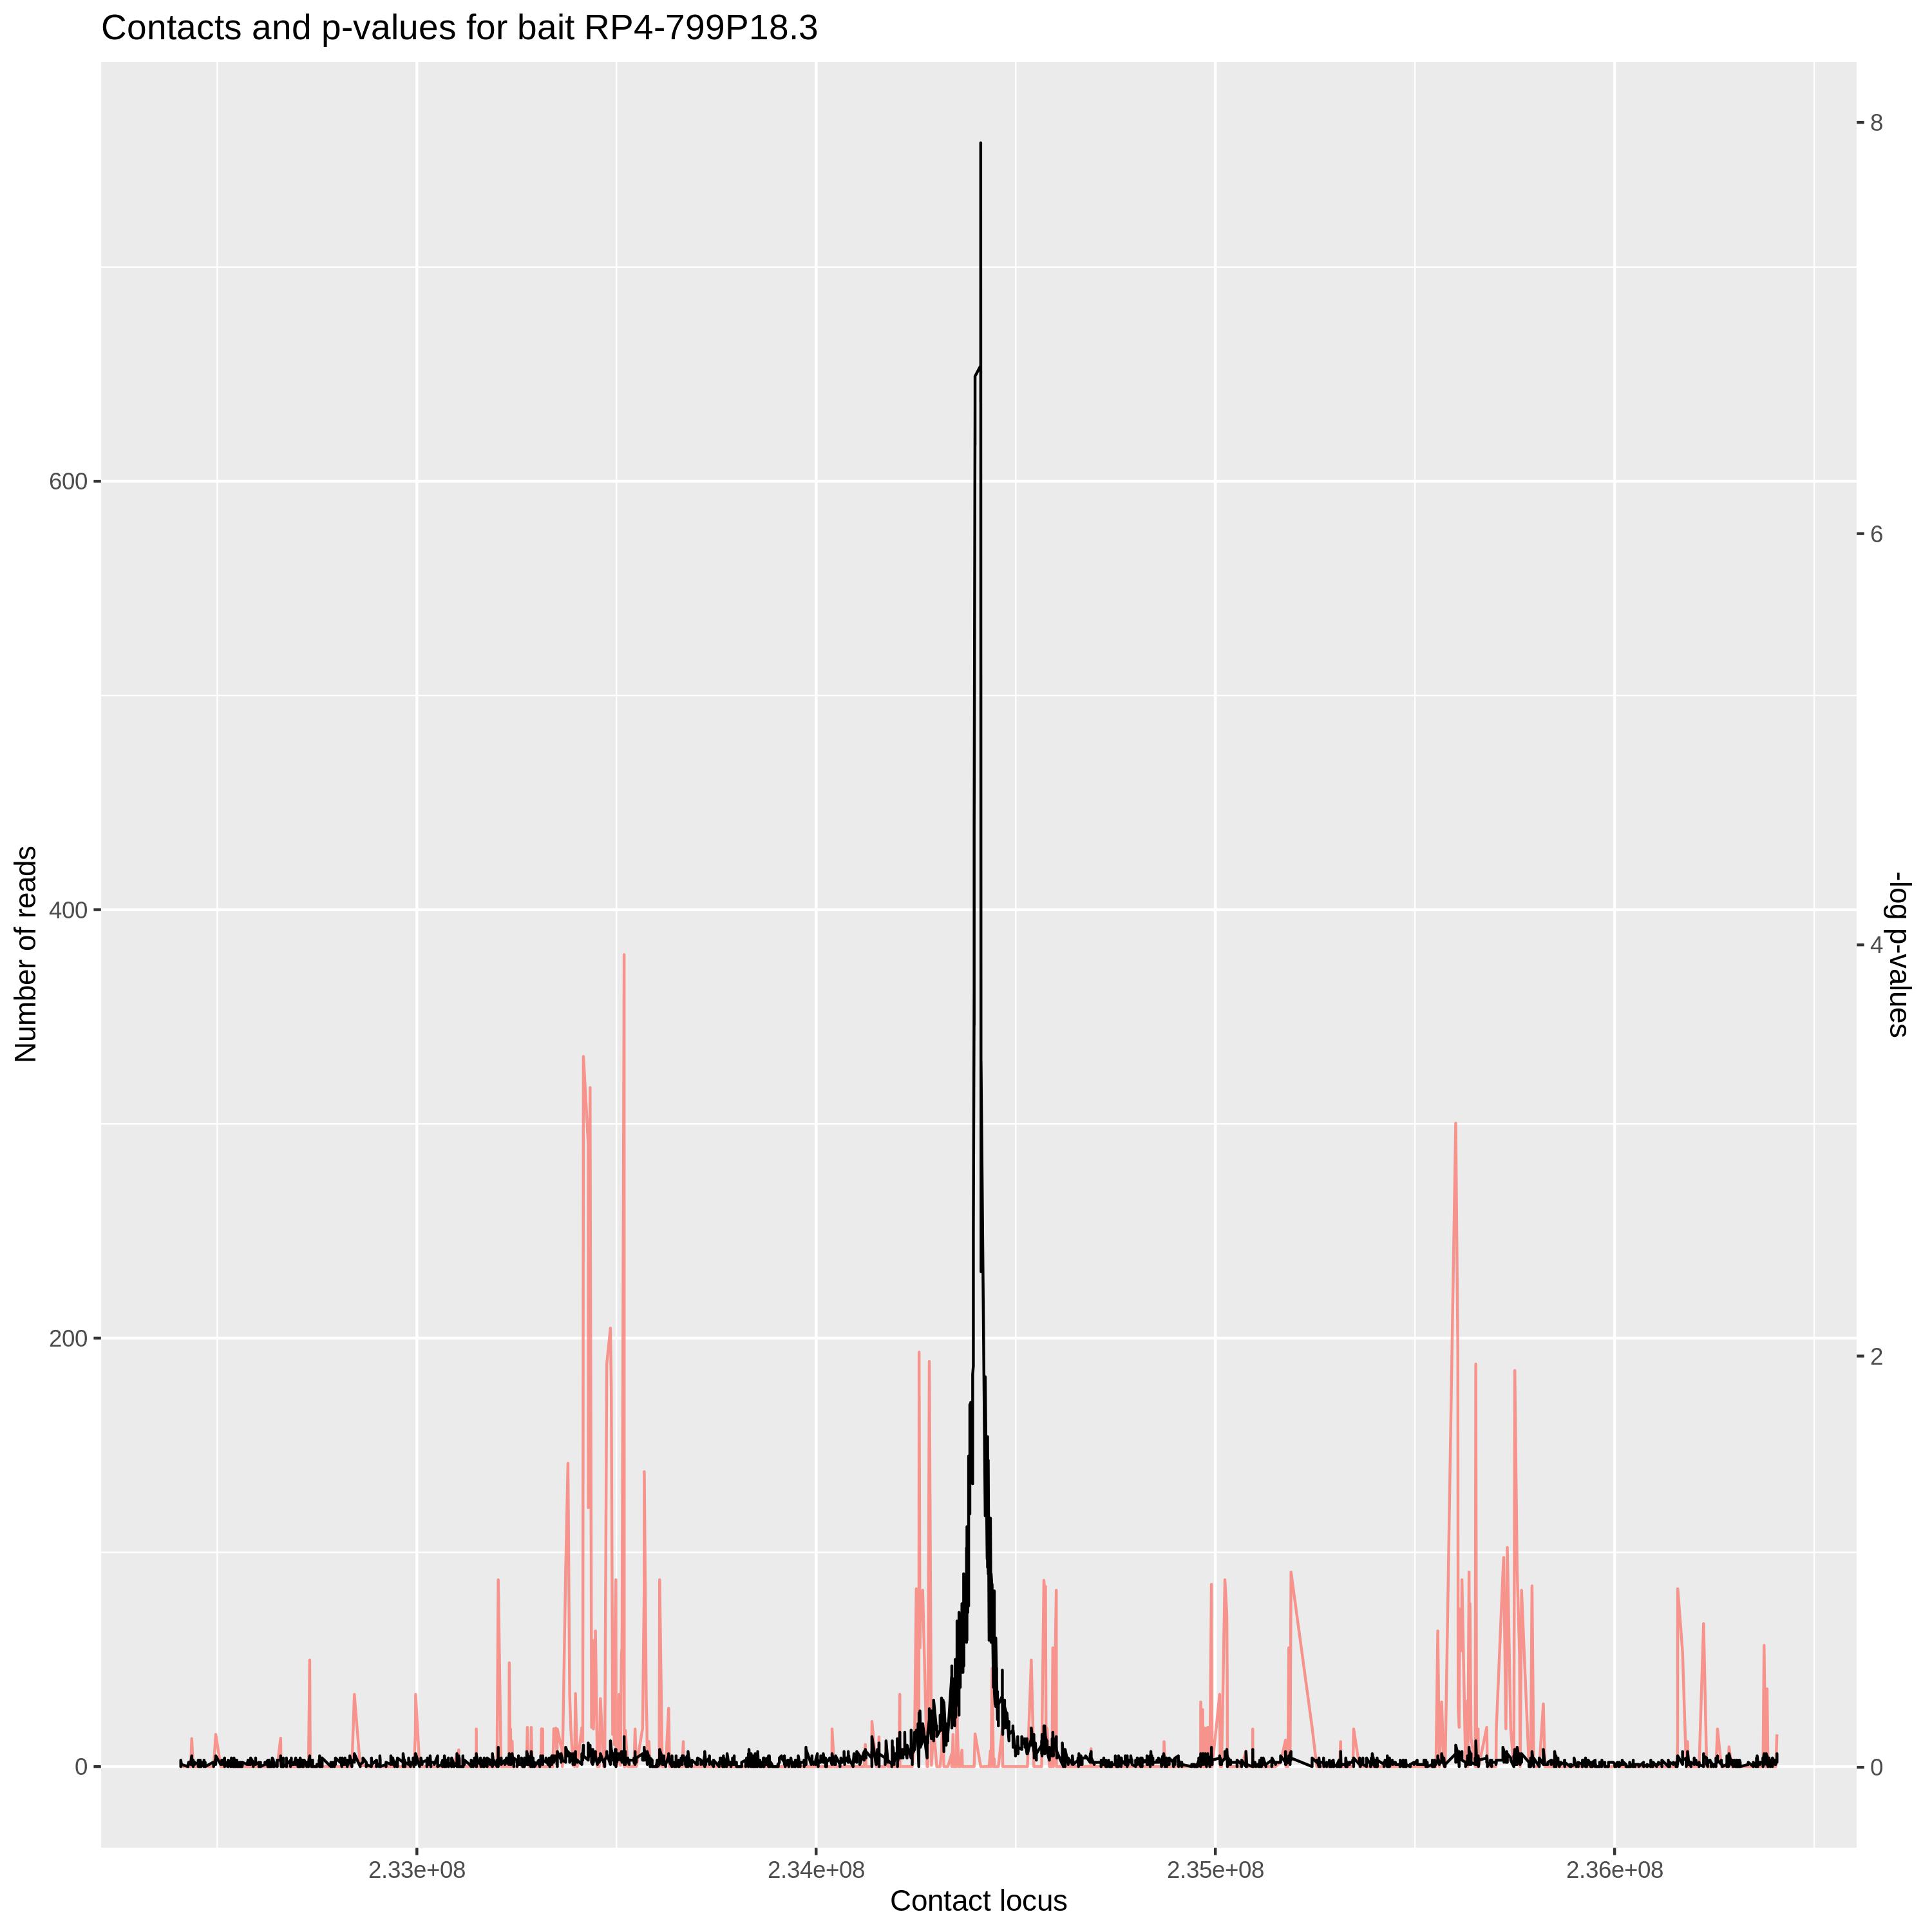 Contacts and p-values for bait RP4-799P18.3
8
6
4
2
0
-log p-values
600
400
200
0
Number of reads
2.33e+08
2.34e+08
2.35e+08
2.36e+08
Contact locus